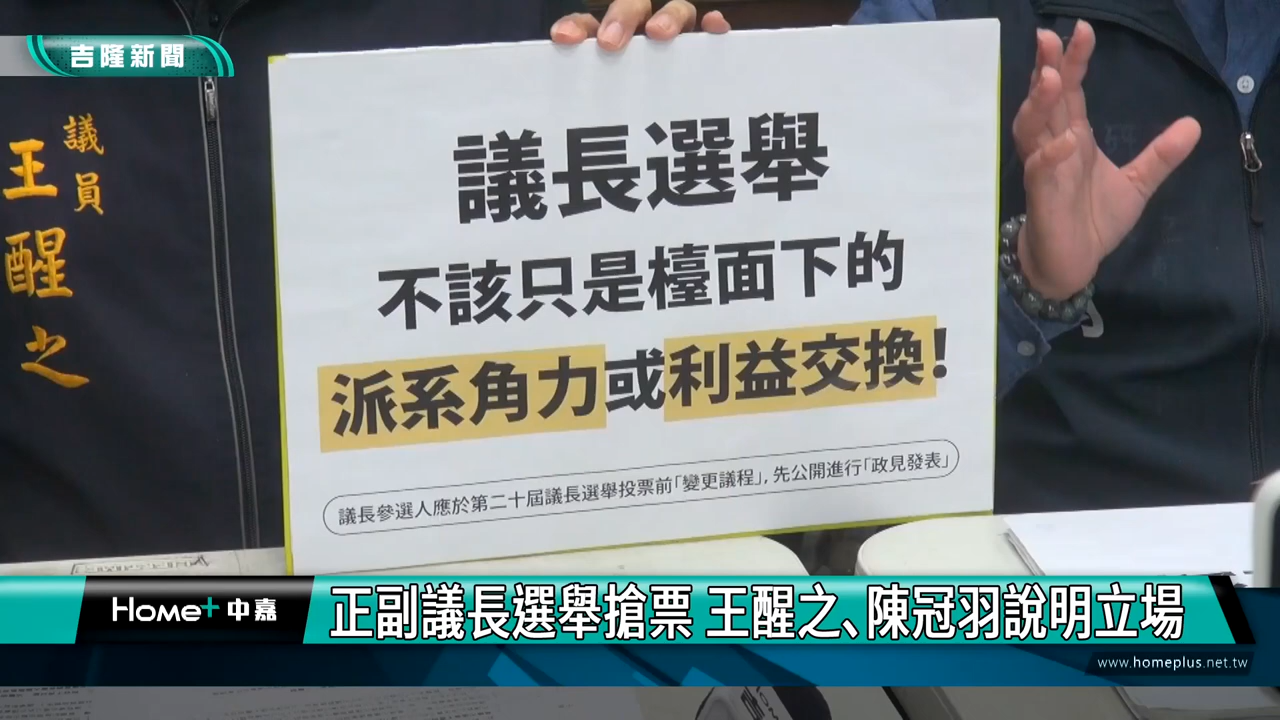 吉隆新聞
議員
王醒之
議長選舉
不該只是檯面下的
派系角力或利益交換!
議長參選人應於第二十屆議長選舉投票前「變更議程」, 先公開進行「政見發表」
Home+中嘉
正副議長選舉搶票 王醒之、陳冠羽說明立場
www.homeplus.net.tw